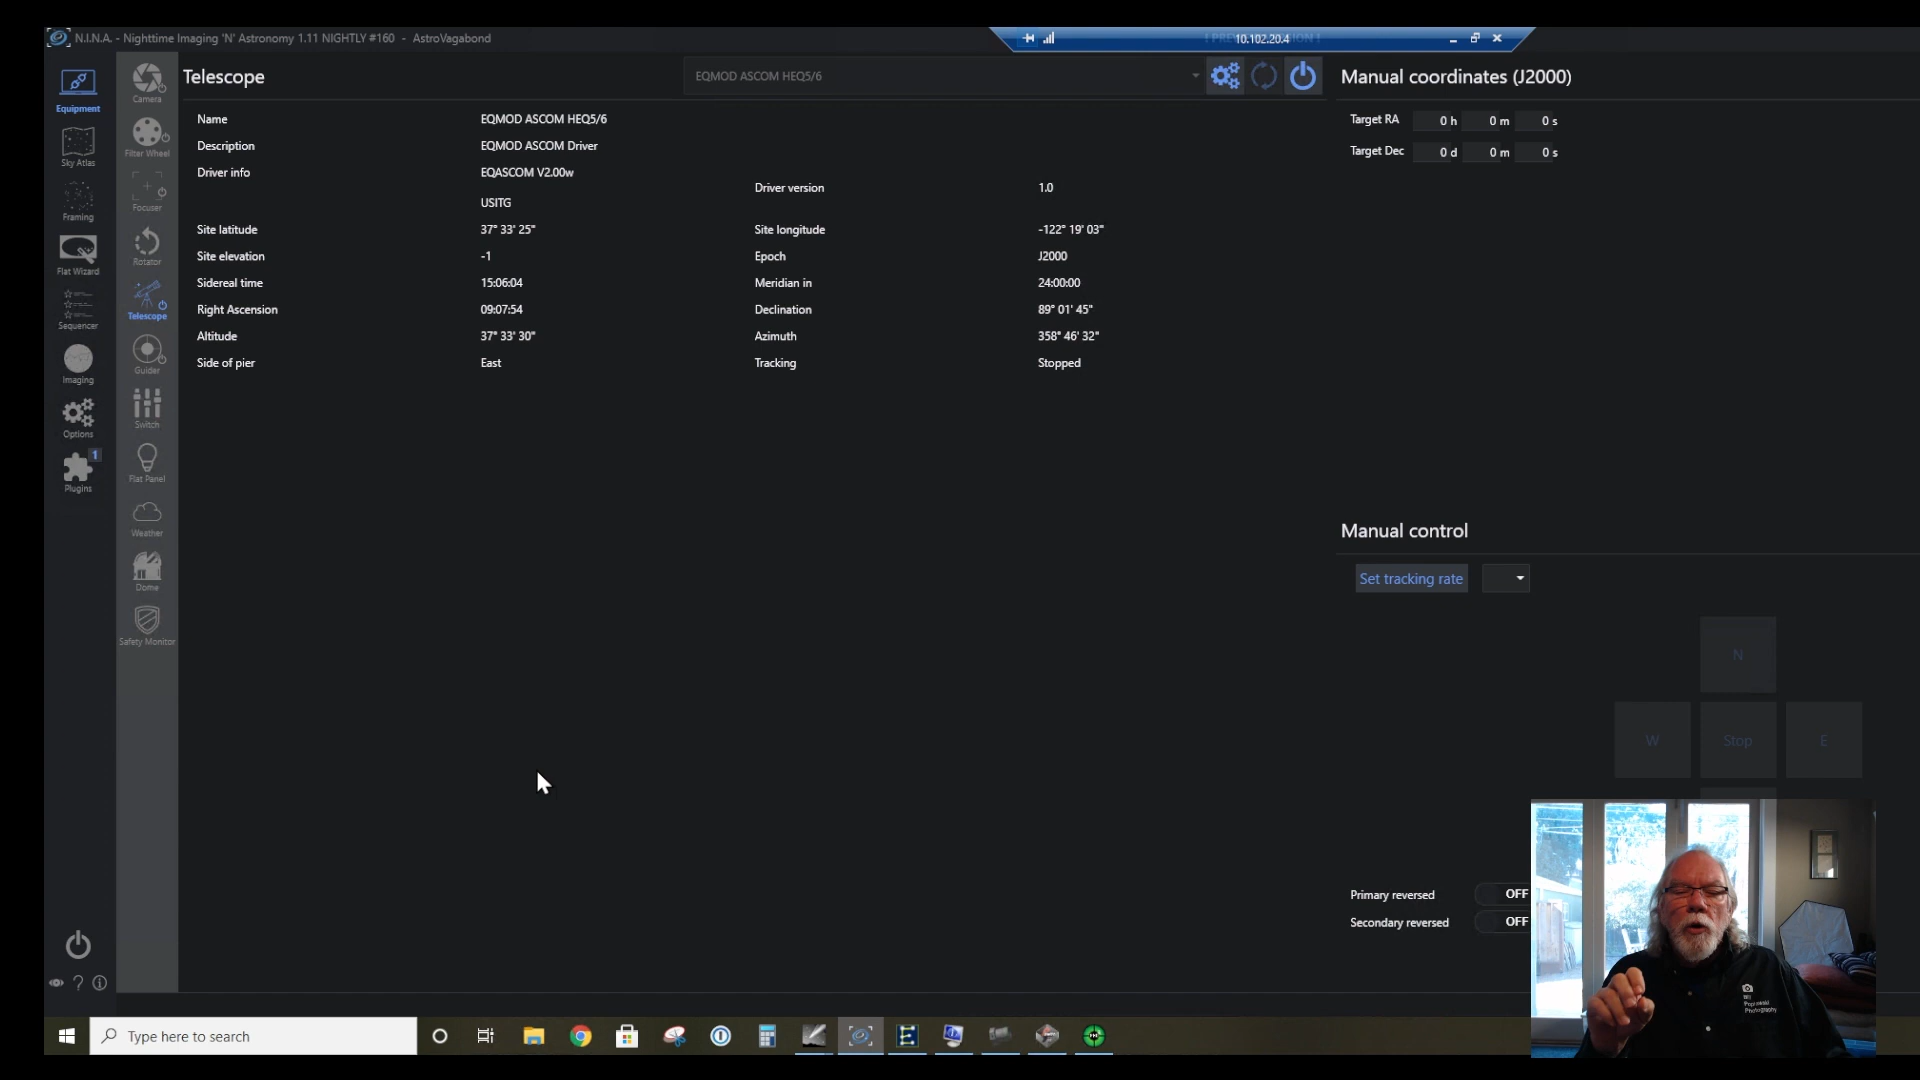 N.I.N.A. - Nighttime Imaging 'N' Astronomy 1.11 NIGHTLY #160 - AstroVagabond
10.102.20.4
Equipment
Sky Atlas
Framing
Flat Wizard
Sequencer
Imaging
Options
1
Plugins
Camera
Filter Wheel
Focuser
Rotator
Telescope
Guider
Switch
Flat Panel
Weather
Dome
Safety Monitor
Telescope
EQMOD ASCOM HEQ5/6
Name EQMOD ASCOM HEQ5/6
Description EQMOD ASCOM Driver
Driver info EQASCOM V2.00w
USITG
Driver version 1.0
Site latitude 37° 33' 25" Site longitude -122° 19' 03"
Site elevation -1 Epoch J2000
Sidereal time 15:06:04 Meridian in 24:00:00
Right Ascension 09:07:54 Declination 89° 01' 45"
Altitude 37° 33' 30" Azimuth 358° 46' 32"
Side of pier East Tracking Stopped
Manual coordinates (J2000)
Target RA 0 h 0 m 0 s
Target Dec 0 d 0 m 0 s
Manual control
Set tracking rate
N
W Stop E
Primary reversed OFF
Secondary reversed OFF
Type here to search
Photography